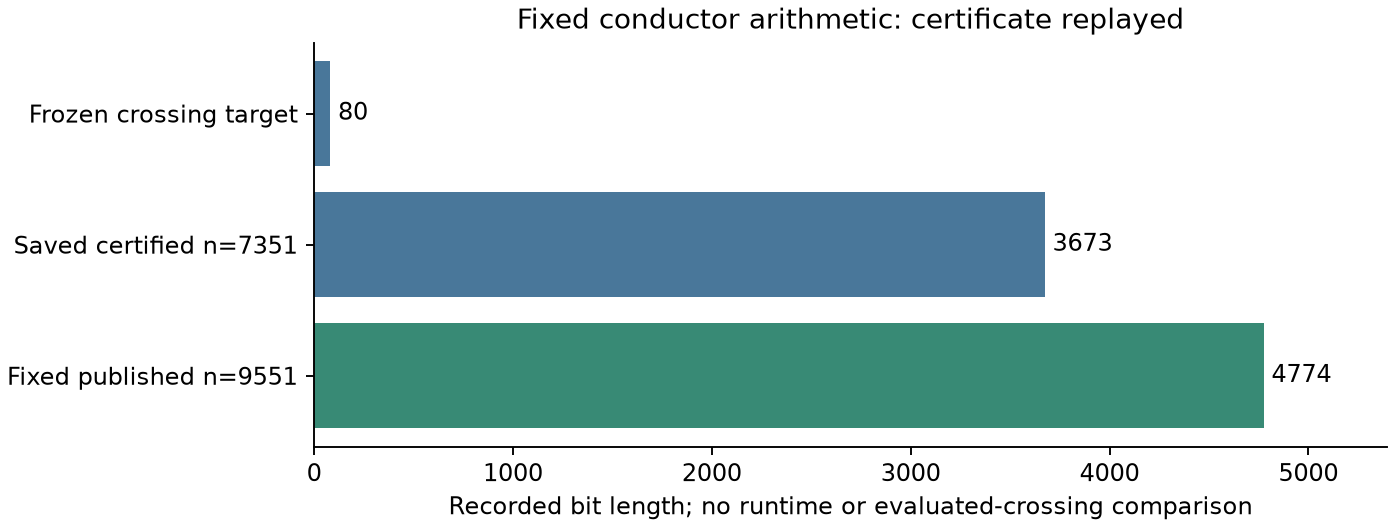 Fixed conductor arithmetic: certificate replayed
Frozen crossing target
80
Saved certified n=7351
3673
Fixed published n=9551
4774
0 1000 2000 3000 4000 5000
Recorded bit length; no runtime or evaluated-crossing comparison